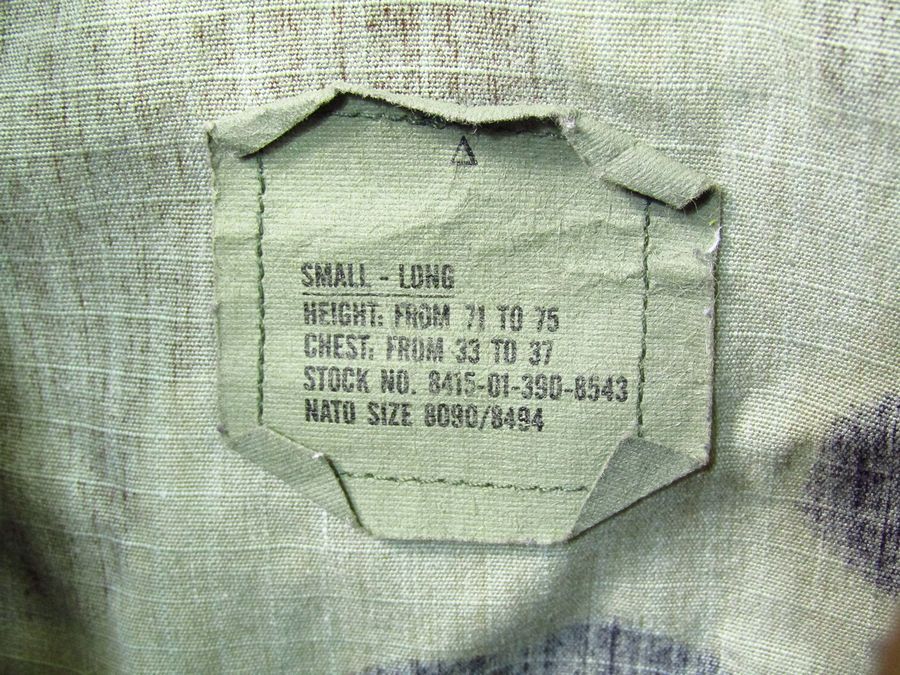 SMALL - LONG
HEIGHT: FROM 71 TO 75
CHEST: FROM 33 TO 37
STOCK NO. 8415-01-390-8543
NATO SIZE 8090/8494